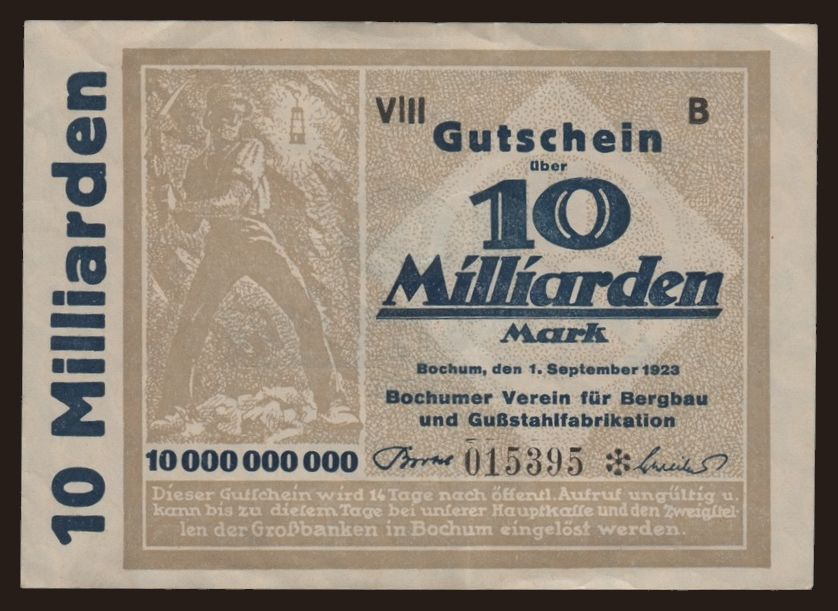 10 Milliarden
VIII B
Gutschein
über
10
Milliarden
Mark
Bochum, den 1. September 1923
Bochumer Verein für Bergbau
und Gußstahlfabrikation
10 000 000 000
015395 *
Dieser Gutschein wird 14 Tage nach öffentl. Aufruf ungültig u.
kann bis zu diesem Tage bei unserer Hauptkasse und den Zweigstel-
len der Großbanken in Bochum eingelöst werden.